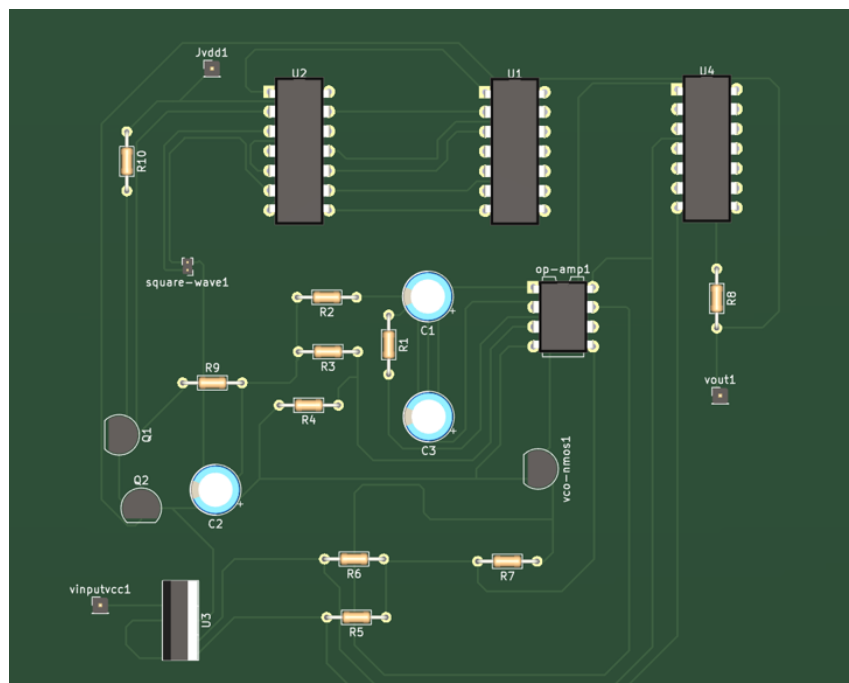 Jvdd1
U2
U1
U4
R10
square-wave1
op-amp1
R2
C1
R8
R1
R3
vout1
R9
R4
Q1
C3
vco-nmos1
Q2
C2
R6
R7
vinputvcc1
U3
R5